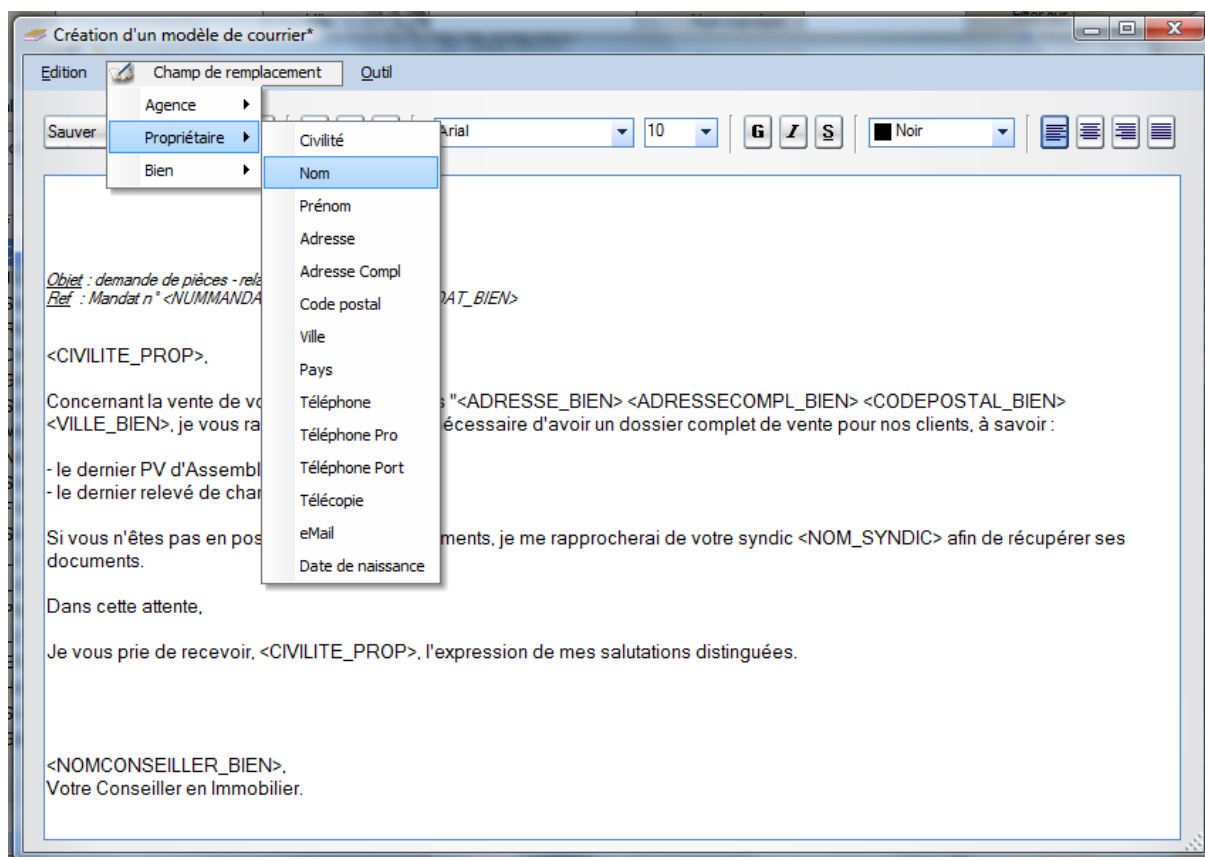 Création d'un modèle de courrier*
Edition Champ de remplacement Outil
Agence
Sauver Propriétaire Arial 10 G I S Noir
Bien
Civilité
Nom
Prénom
Adresse
Adresse Compl
Code postal
Ville
Pays
Téléphone
Téléphone Pro
Téléphone Port
Télécopie
eMail
Date de naissance
Objet : demande de pièces -
Ref : Mandat n° <NUMMANDA DAT_BIEN>
<CIVILITE_PROP>,
Concernant la vente de "<ADRESSE_BIEN> <ADRESSECOMPL_BIEN> <CODEPOSTAL_BIEN>
<VILLE_BIEN>, je vous d'avoir un dossier complet de vente pour nos clients, à savoir :
- le dernier PV d'Assembl
- le dernier relevé de char
Si vous n'êtes pas en pos ments, je me rapprocherai de votre syndic <NOM_SYNDIC> afin de récupérer ses
documents.
Dans cette attente,
Je vous prie de recevoir, <CIVILITE_PROP>, l'expression de mes salutations distinguées.
<NOMCONSEILLER_BIEN>,
Votre Conseiller en Immobilier.